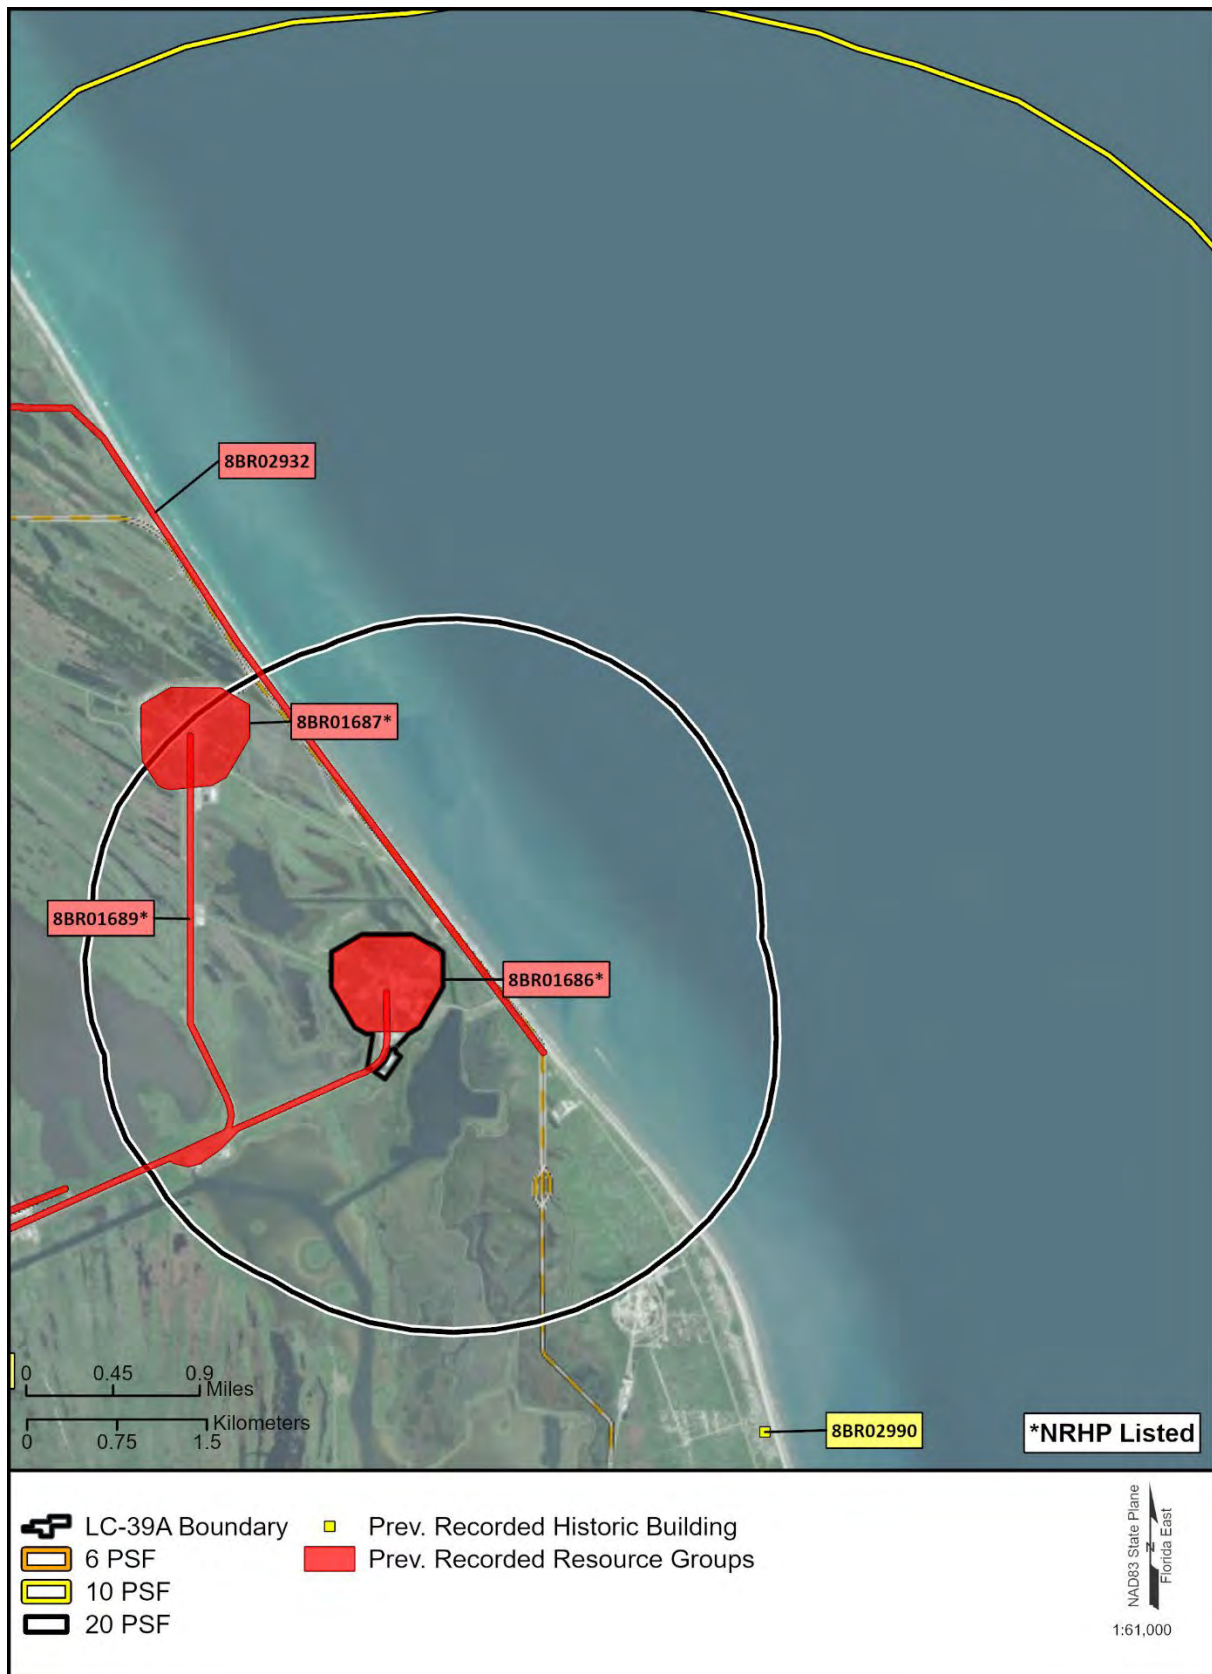 8BR02932
8BR01687*
8BR01689*
8BR01686*
0 0.45 0.9
Miles
Kilometers
0 0.75 1.5
8BR02990
*NRHP Listed
LC-39A Boundary
6 PSF
10 PSF
20 PSF
Prev. Recorded Historic Building
Prev. Recorded Resource Groups
NAD83 State Plane
Florida East
N
1:61,000